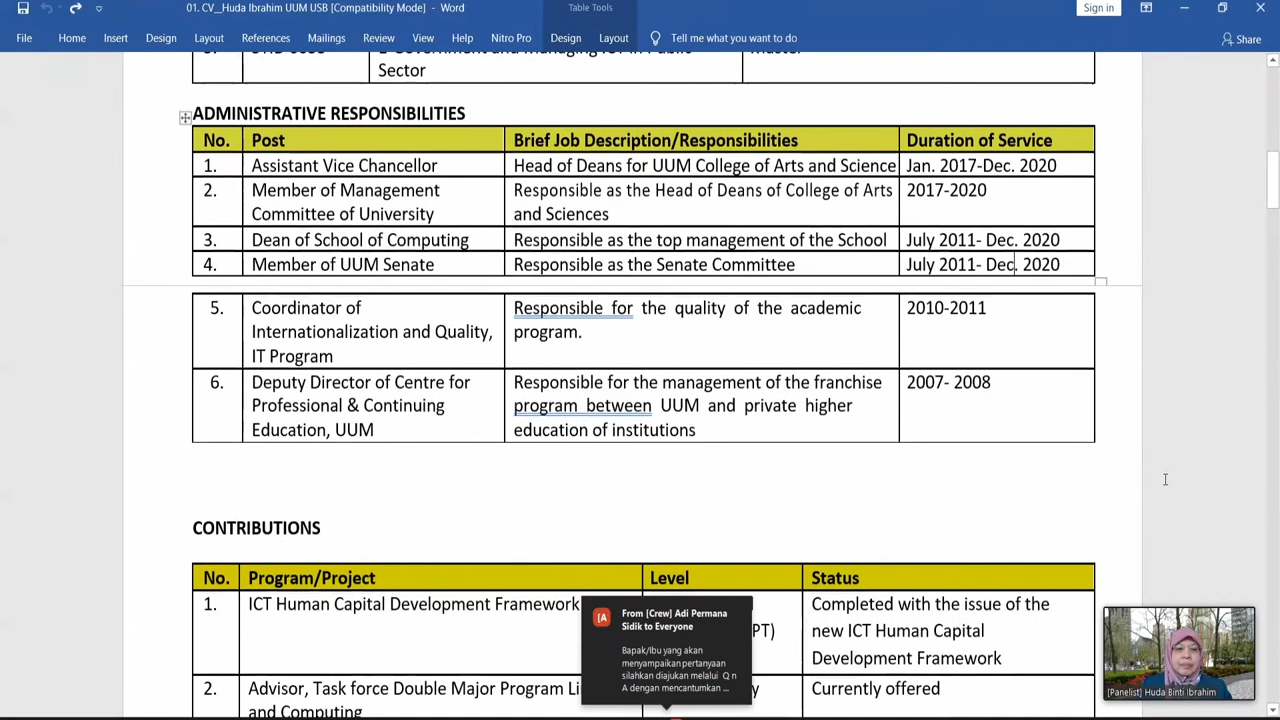 01. CV_Huda Ibrahim UUM USB [Compatibility Mode] - Word
Table Tools
Sign in
File Home Insert Design Layout References Mailings Review View Help Nitro Pro Design Layout Tell me what you want to do Share
Sector
ADMINISTRATIVE RESPONSIBILITIES
No. Post Brief Job Description/Responsibilities Duration of Service
1. Assistant Vice Chancellor Head of Deans for UUM College of Arts and Science Jan. 2017-Dec. 2020
2. Member of Management Responsible as the Head of Deans of College of Arts 2017-2020
Committee of University and Sciences
3. Dean of School of Computing Responsible as the top management of the School July 2011- Dec. 2020
4. Member of UUM Senate Responsible as the Senate Committee July 2011- Dec. 2020
5. Coordinator of Responsible for the quality of the academic 2010-2011
Internationalization and Quality, program.
IT Program
6. Deputy Director of Centre for Responsible for the management of the franchise 2007- 2008
Professional & Continuing program between UUM and private higher
Education, UUM education of institutions
CONTRIBUTIONS
No. Program/Project Level Status
1. ICT Human Capital Development Framework Completed with the issue of the
PT) new ICT Human Capital
Development Framework
2. Advisor, Task force Double Major Program Li y Currently offered
and Computing
[A From [Crew] Adi Permana
Sidik to Everyone
Bapak/Ibu yang akan
menyampaikan pertanyaan
silahkan diajukan melalui Q n
A dengan mencantumkan ...
[Panelist] Huda Binti Ibrahim